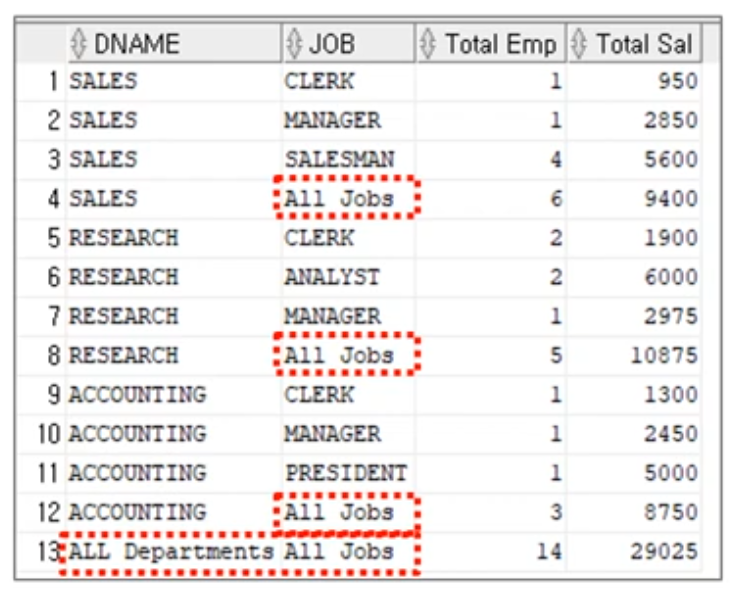 DNAME JOB Total Emp Total Sal
1 SALES CLERK 1 950
2 SALES MANAGER 1 2850
3 SALES SALESMAN 4 5600
4 SALES All Jobs 6 9400
5 RESEARCH CLERK 2 1900
6 RESEARCH ANALYST 2 6000
7 RESEARCH MANAGER 1 2975
8 RESEARCH All Jobs 5 10875
9 ACCOUNTING CLERK 1 1300
10 ACCOUNTING MANAGER 1 2450
11 ACCOUNTING PRESIDENT 1 5000
12 ACCOUNTING All Jobs 3 8750
13 ALL Departments All Jobs 14 29025